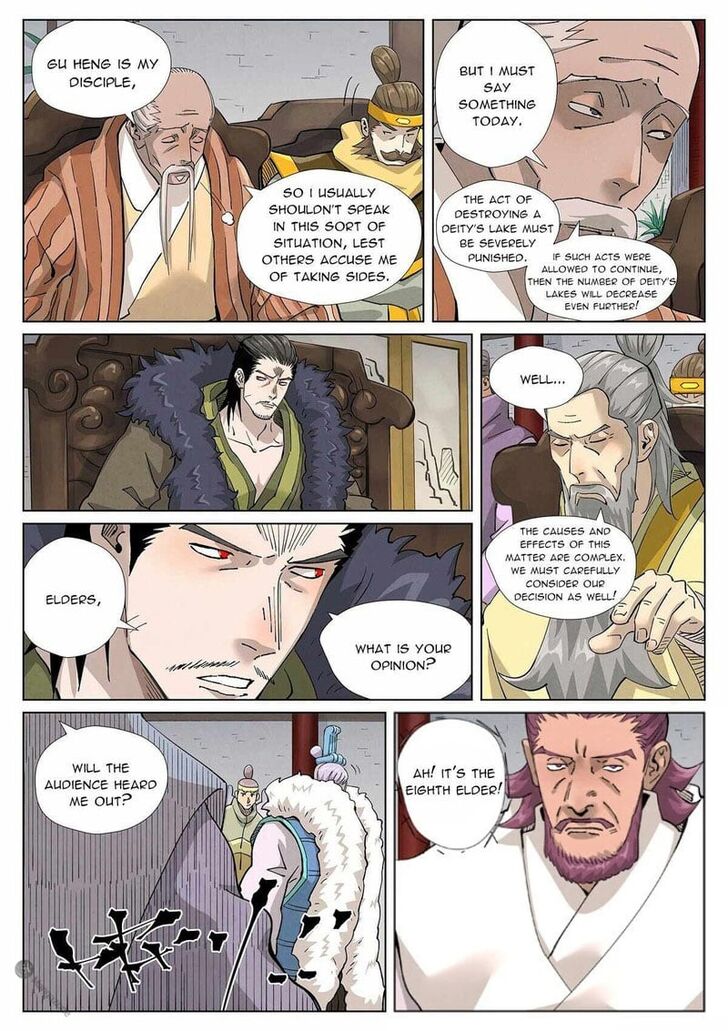 GU HENG IS MY
DISCIPLE,
SO I USUALLY
SHOULDN'T SPEAK
IN THIS SORT OF
SITUATION, LEST
OTHERS ACCUSE ME
OF TAKING SIDES.
BUT I MUST
SAY
SOMETHING
TODAY.
THE ACT OF
DESTROYING A
DEITY'S LAKE MUST
BE SEVERELY
PUNISHED.
IF SUCH ACTS WERE
ALLOWED TO CONTINUE,
THEN THE NUMBER OF DEITY'S
LAKES WILL DECREASE
EVEN FURTHER!
WELL...
THE CAUSES AND
EFFECTS OF THIS
MATTER ARE COMPLEX.
WE MUST CAREFULLY
CONSIDER OUR
DECISION AS WELL!
ELDERS,
WHAT IS YOUR
OPINION?
WILL THE
AUDIENCE HEARD
ME OUT?
AH! IT'S THE
EIGHTH ELDER!